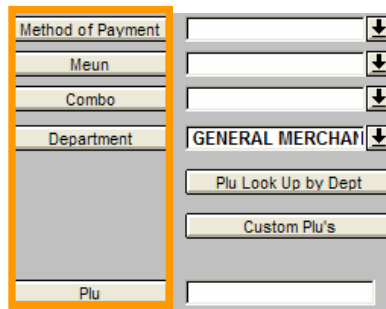 Method of Payment
Meun
Combo
Department GENERAL MERCHAN
Plu Look Up by Dept
Custom Plu's
Plu